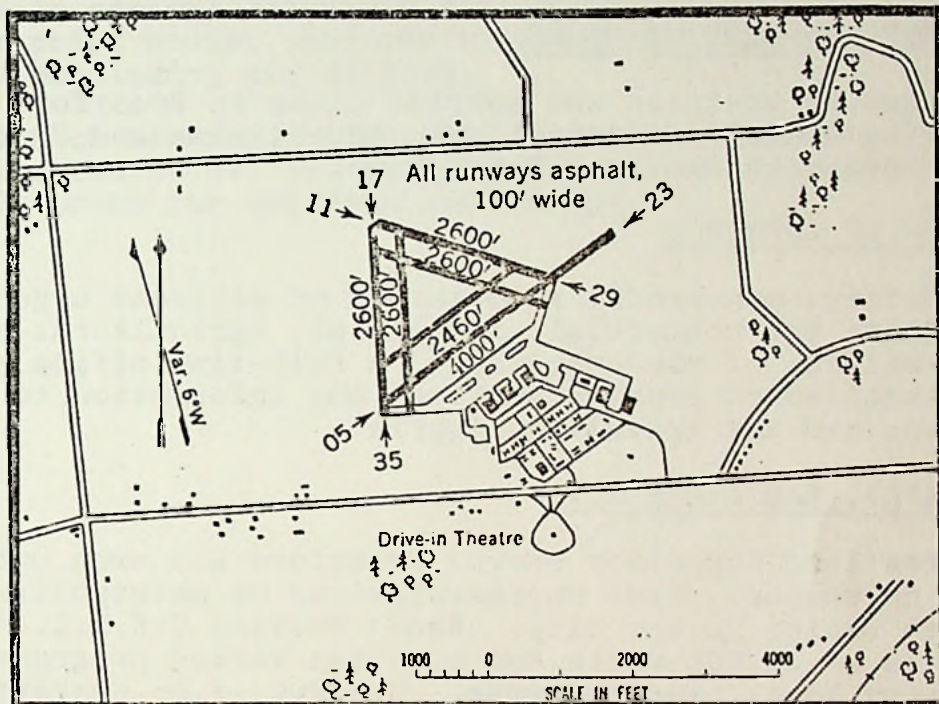 17
All runways asphalt,
100' wide
11
23
2600'
2600'
29
2600'
2600'
2460'
4000'
Var. 6°W
05
35
Drive-in Theatre
1000 0 2000 4000
SCALE IN FEET